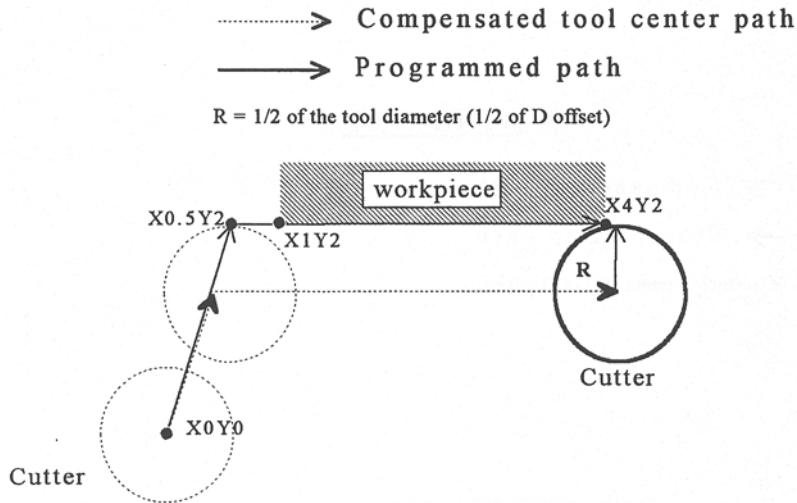 Compensated tool center path
Programmed path
R = 1/2 of the tool diameter (1/2 of D offset)
workpiece
X0.5Y2
X4Y2
X1Y2
R
Cutter
X0Y0
Cutter